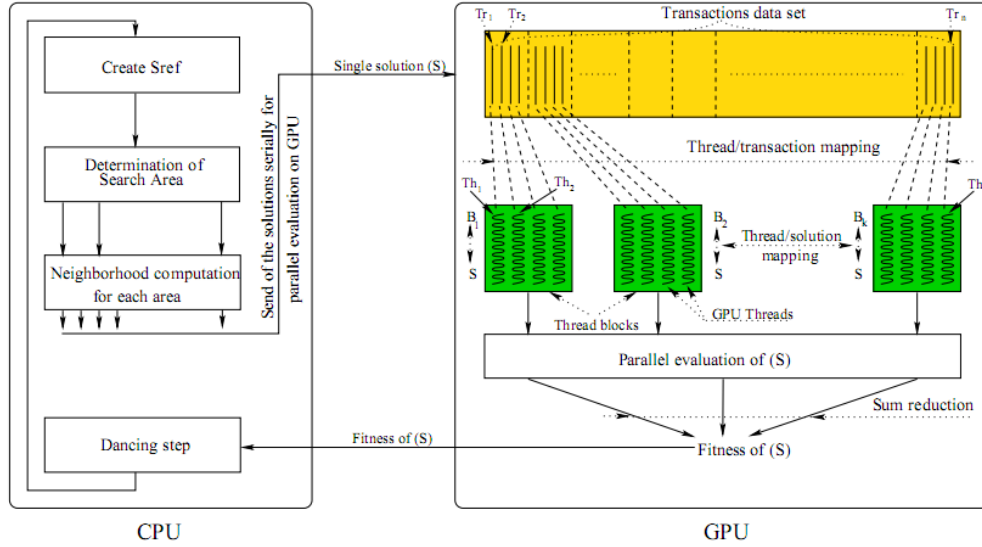 Create Sref
Determination of
Search Area
Neighborhood computation
for each area
Send of the solutions serially for
parallel evaluation on GPU
Dancing step
CPU
Single solution (S)
Fitness of (S)
Transactions data set
Tr1
Tr2
Trn
Thread/transaction mapping
Th1
Th2
Th
B1
S
B2
S
Thread/solution
mapping
Bk
S
Thread blocks
GPU Threads
Parallel evaluation of (S)
Sum reduction
Fitness of (S)
GPU